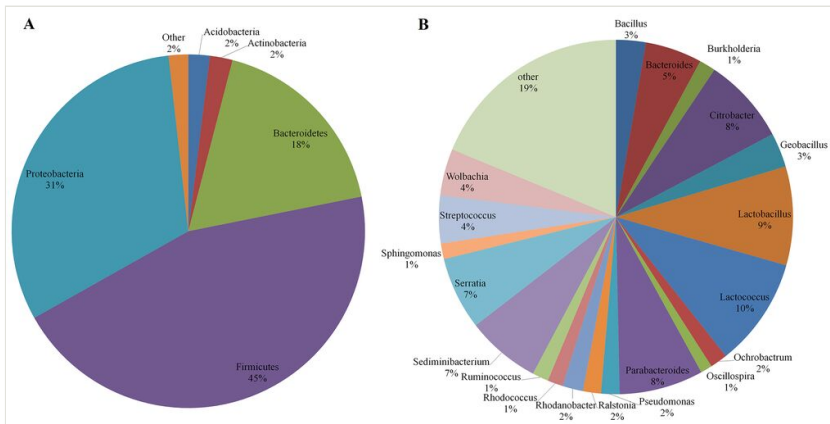 A
Other
2%
Acidobacteria
2%
Actinobacteria
2%
Bacteroidetes
18%
Proteobacteria
31%
Firmicutes
45%
B
Bacillus
3%
Bacteroides
5%
Burkholderia
1%
Citrobacter
8%
Geobacillus
3%
Lactobacillus
9%
Lactococcus
10%
Ochrobactrum
2%
Oscillospira
1%
Parabacteroides
8%
Pseudomonas
2%
Ralstonia
2%
Rhodanobacter
2%
Rhodococcus
1%
Ruminococcus
1%
Sediminibacterium
7%
Serratia
7%
Sphingomonas
1%
Streptococcus
4%
Wolbachia
4%
other
19%